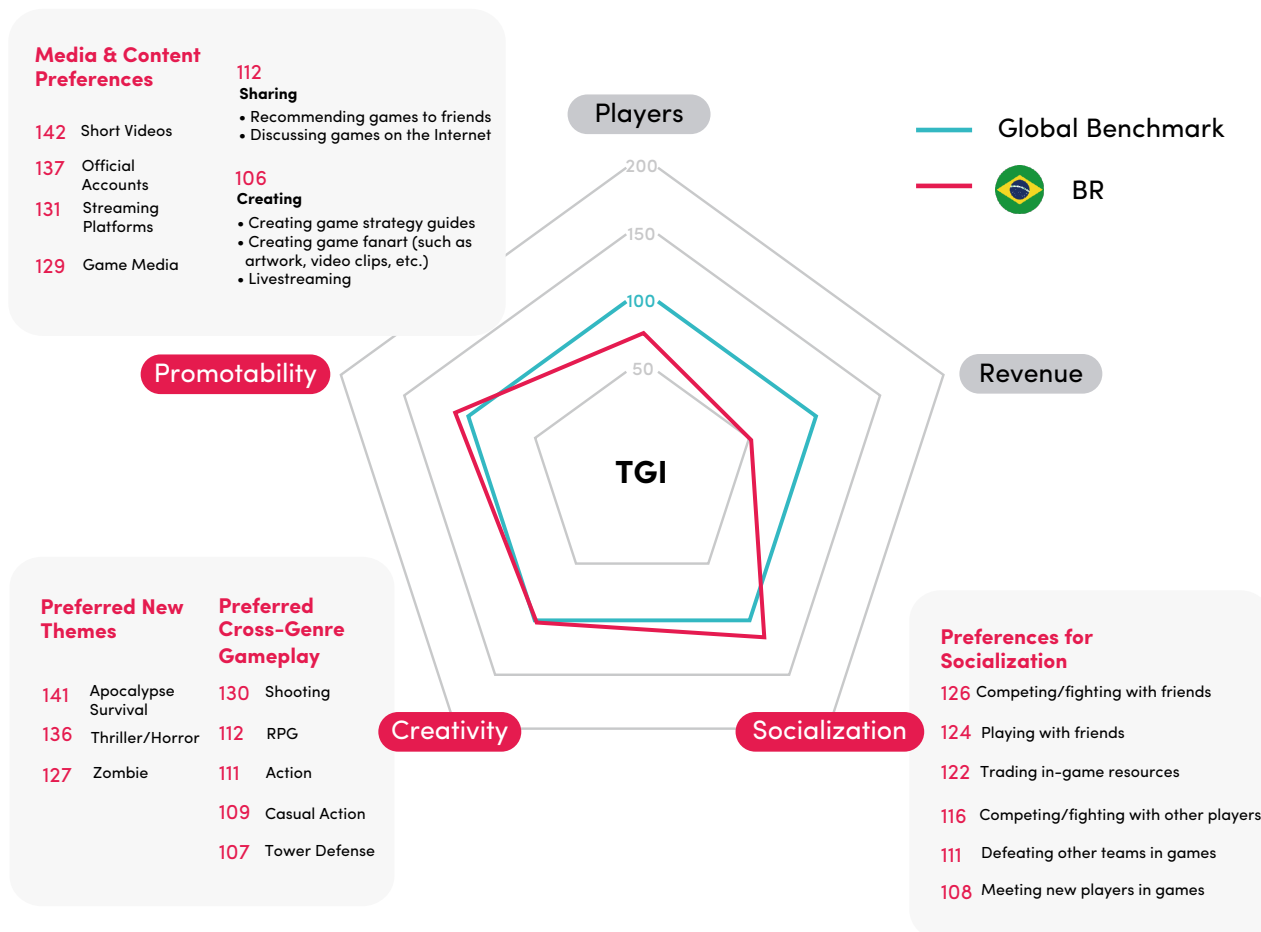 Media & Content
Preferences
142 Short Videos
137 Official
Accounts
131 Streaming
Platforms
129 Game Media
112
Sharing
• Recommending games to friends
• Discussing games on the Internet
106
Creating
• Creating game strategy guides
• Creating game fanart (such as
artwork, video clips, etc.)
• Livestreaming
Players
Global Benchmark
BR
200
150
100
50
TGI
Promotability
Revenue
Creativity
Socialization
Preferred New
Themes
141 Apocalypse
Survival
136 Thriller/Horror
127 Zombie
Preferred
Cross-Genre
Gameplay
130 Shooting
112 RPG
111 Action
109 Casual Action
107 Tower Defense
Preferences for
Socialization
126 Competing/fighting with friends
124 Playing with friends
122 Trading in-game resources
116 Competing/fighting with other players
111 Defeating other teams in games
108 Meeting new players in games